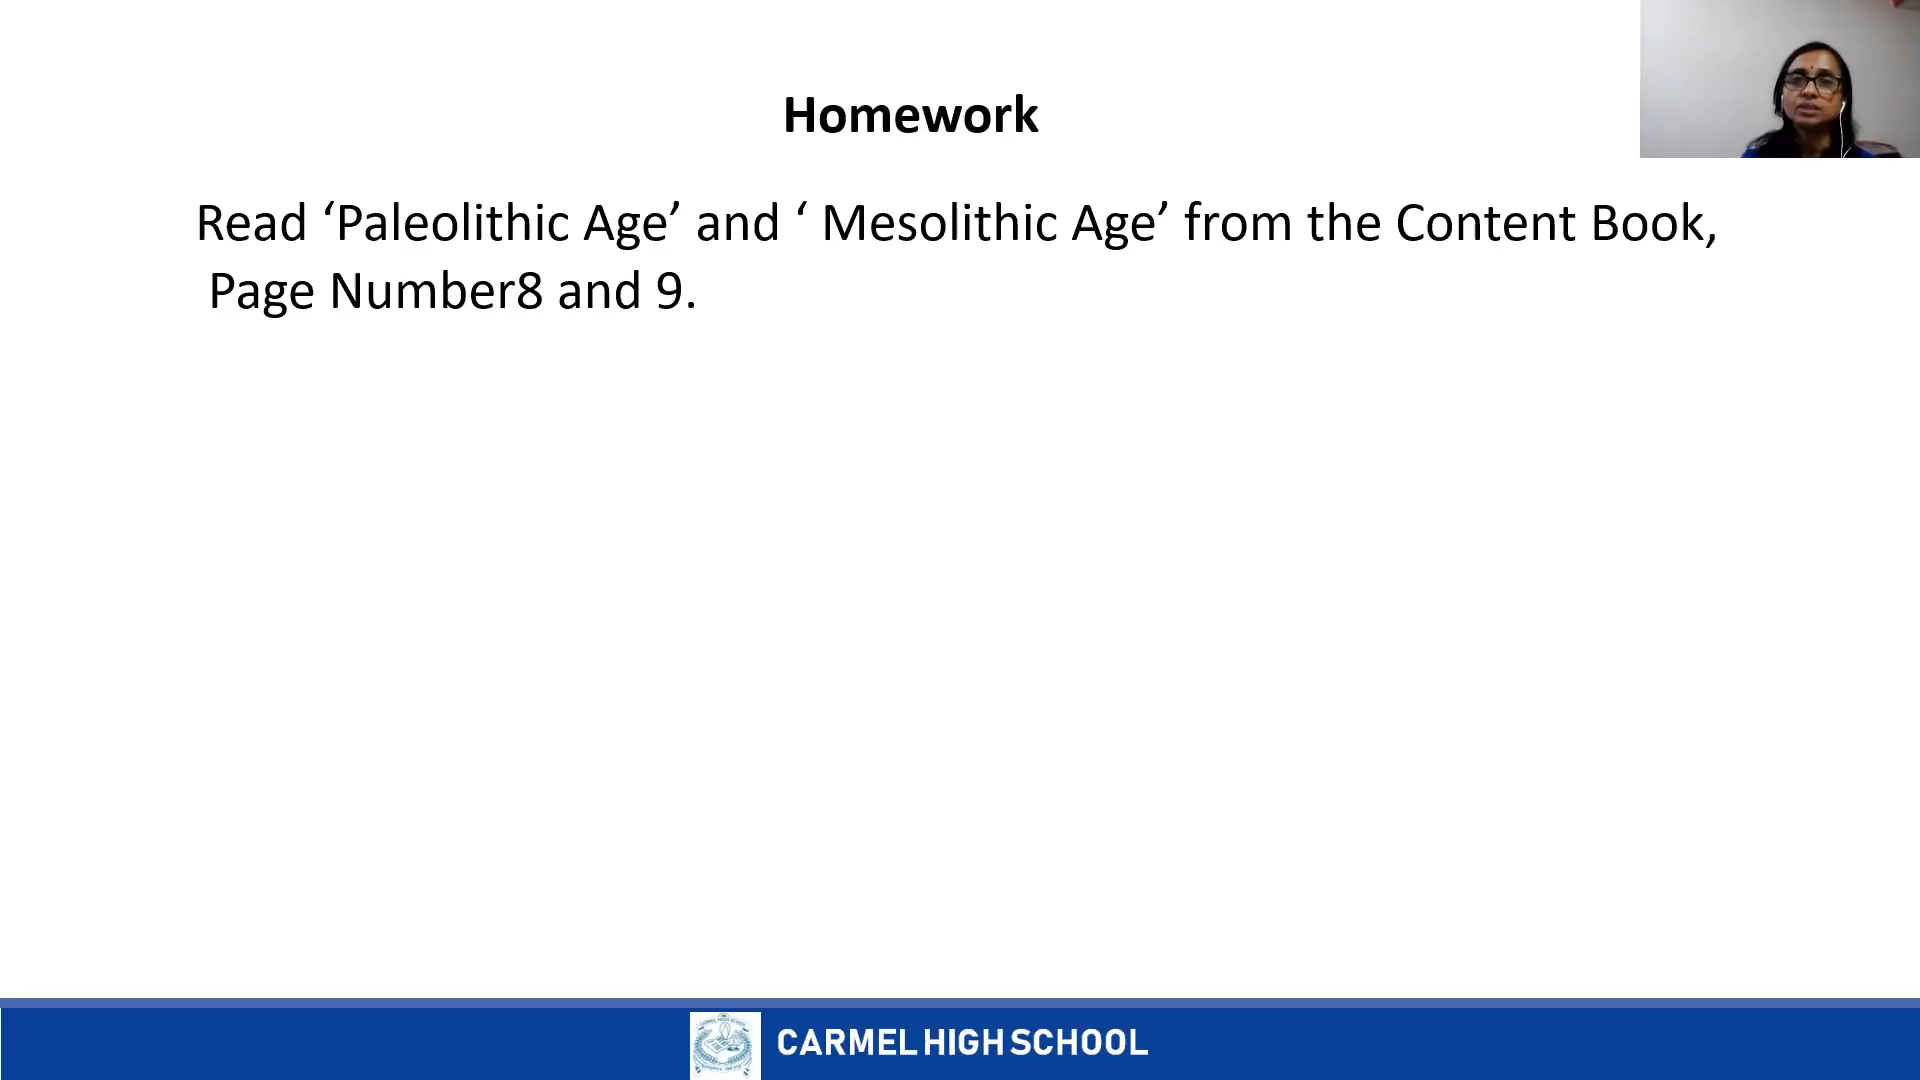 Homework
Read ‘Paleolithic Age’ and ‘ Mesolithic Age’ from the Content Book,
Page Number8 and 9.
CARMEL HIGH SCHOOL